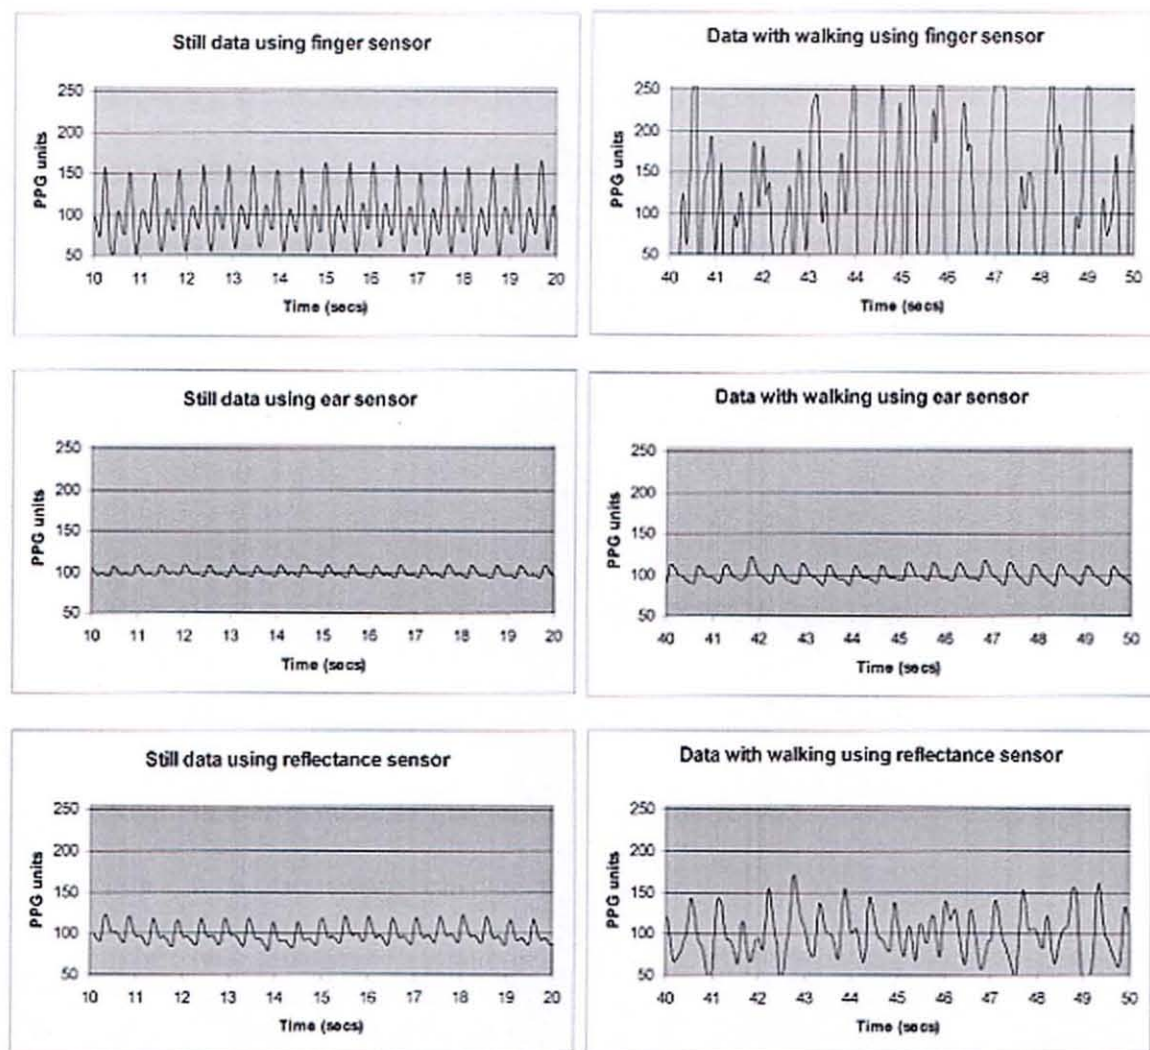 Still data using finger sensor
250
200
150
100
50
PPG units
10 11 12 13 14 15 16 17 18 19 20
Time (secs)
Data with walking using finger sensor
250
200
150
100
50
PPG units
40 41 42 43 44 45 46 47 48 49 50
Time (secs)
Still data using ear sensor
250
200
150
100
50
PPG units
10 11 12 13 14 15 16 17 18 19 20
Time (secs)
Data with walking using ear sensor
250
200
150
100
50
PPG units
40 41 42 43 44 45 46 47 48 49 50
Time (secs)
Still data using reflectance sensor
250
200
150
100
50
PPG units
10 11 12 13 14 15 16 17 18 19 20
Time (secs)
Data with walking using reflectance sensor
250
200
150
100
50
PPG units
40 41 42 43 44 45 46 47 48 49 50
Time (secs)